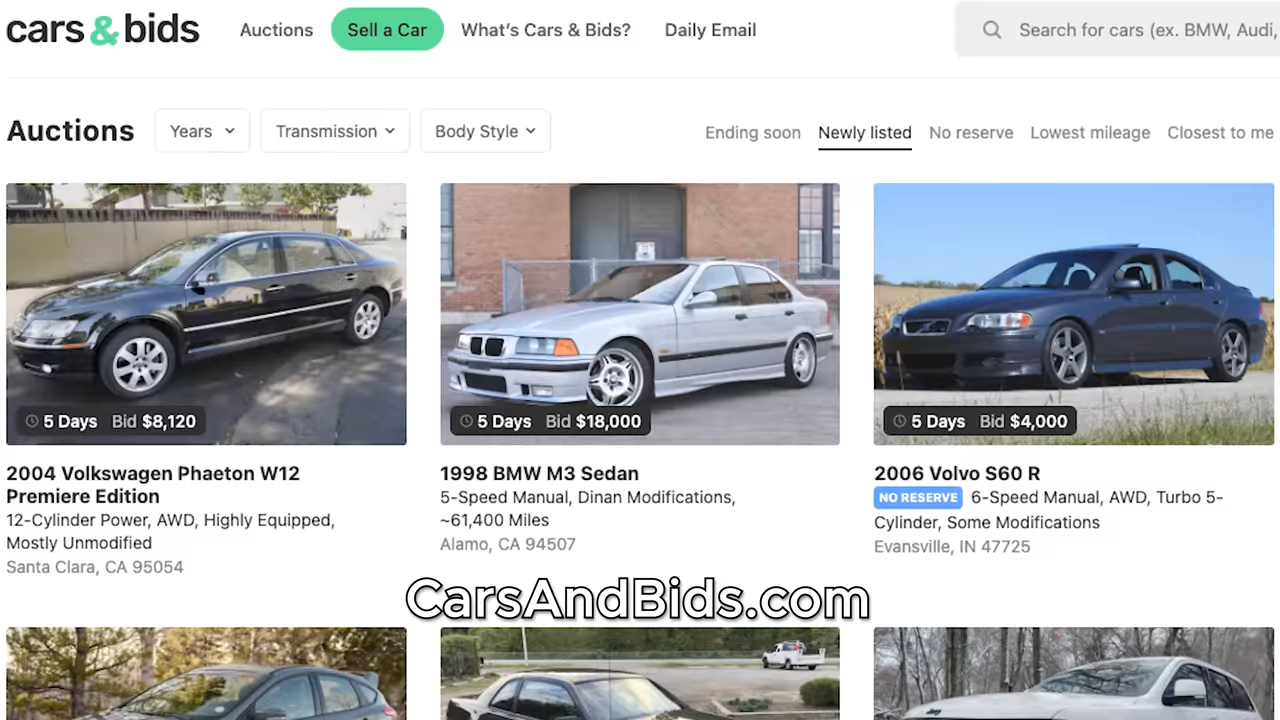 cars & bids
Auctions
Sell a Car
What's Cars & Bids?
Daily Email
Search for cars (ex. BMW, Audi,
Auctions
Years
Transmission
Body Style
Ending soon
Newly listed
No reserve
Lowest mileage
Closest to me
5 Days Bid $8,120
5 Days Bid $18,000
5 Days Bid $4,000
2004 Volkswagen Phaeton W12
Premiere Edition
12-Cylinder Power, AWD, Highly Equipped,
Mostly Unmodified
Santa Clara, CA 95054
1998 BMW M3 Sedan
5-Speed Manual, Dinan Modifications,
~61,400 Miles
Alamo, CA 94507
2006 Volvo S60 R
NO RESERVE 6-Speed Manual, AWD, Turbo 5-
Cylinder, Some Modifications
Evansville, IN 47725
CarsAndBids.com